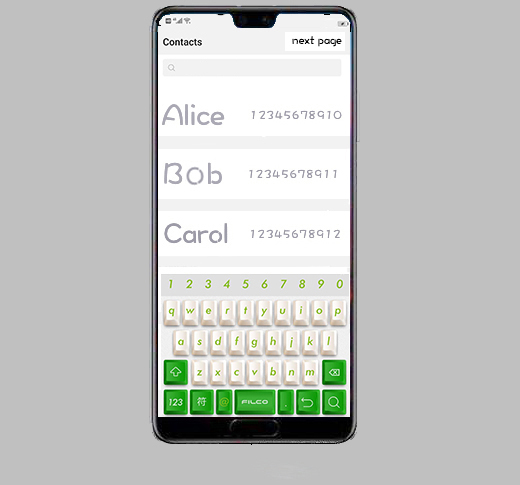 Contacts next page
Alice 12345678910
Bob 12345678911
Carol 12345678912
1 2 3 4 5 6 7 8 9 0
q w e r t y u i o p
a s d f g h j k l
z x c v b n m
123 符 @ FILCO .